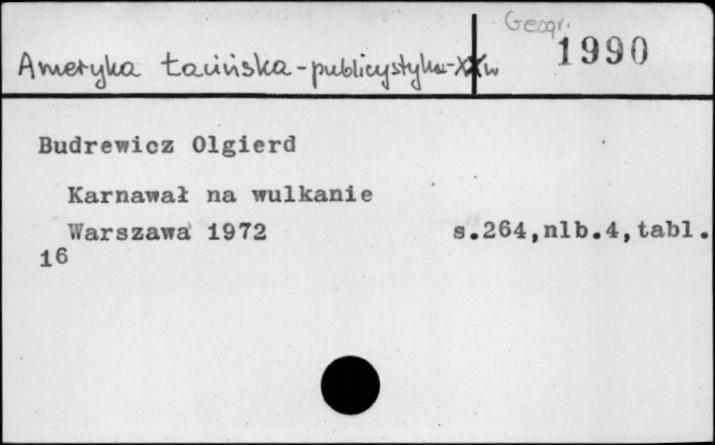 Geogr.
1990
Ameryka Łacińska - publicystyka - XX w
Budrewicz Olgierd
Karnawał na wulkanie
Warszawa 1972 s.264,nlb.4,tabl.
16